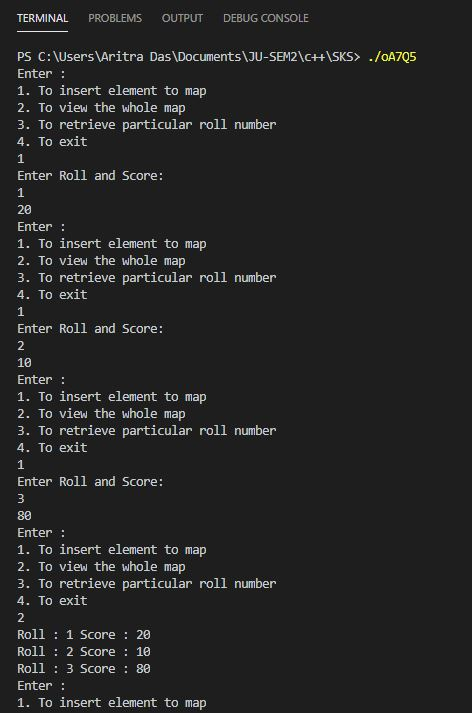 TERMINAL PROBLEMS OUTPUT DEBUG CONSOLE
PS C:\Users\Aritra Das\Documents\JU-SEM2\c++\SKS> ./oA7Q5
Enter :
1. To insert element to map
2. To view the whole map
3. To retrieve particular roll number
4. To exit
1
Enter Roll and Score:
1
20
Enter :
1. To insert element to map
2. To view the whole map
3. To retrieve particular roll number
4. To exit
1
Enter Roll and Score:
2
10
Enter :
1. To insert element to map
2. To view the whole map
3. To retrieve particular roll number
4. To exit
1
Enter Roll and Score:
3
80
Enter :
1. To insert element to map
2. To view the whole map
3. To retrieve particular roll number
4. To exit
2
Roll : 1 Score : 20
Roll : 2 Score : 10
Roll : 3 Score : 80
Enter :
1. To insert element to map